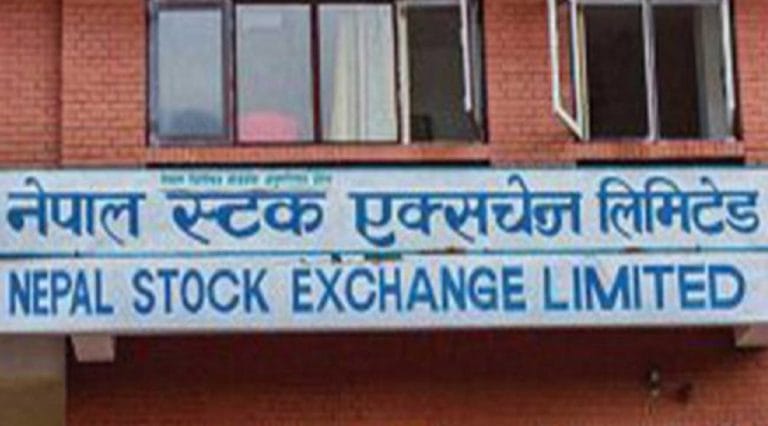 नेपाल स्टक एक्सचेन्ज लिमिटेड
NEPAL STOCK EXCHANGE LIMITED